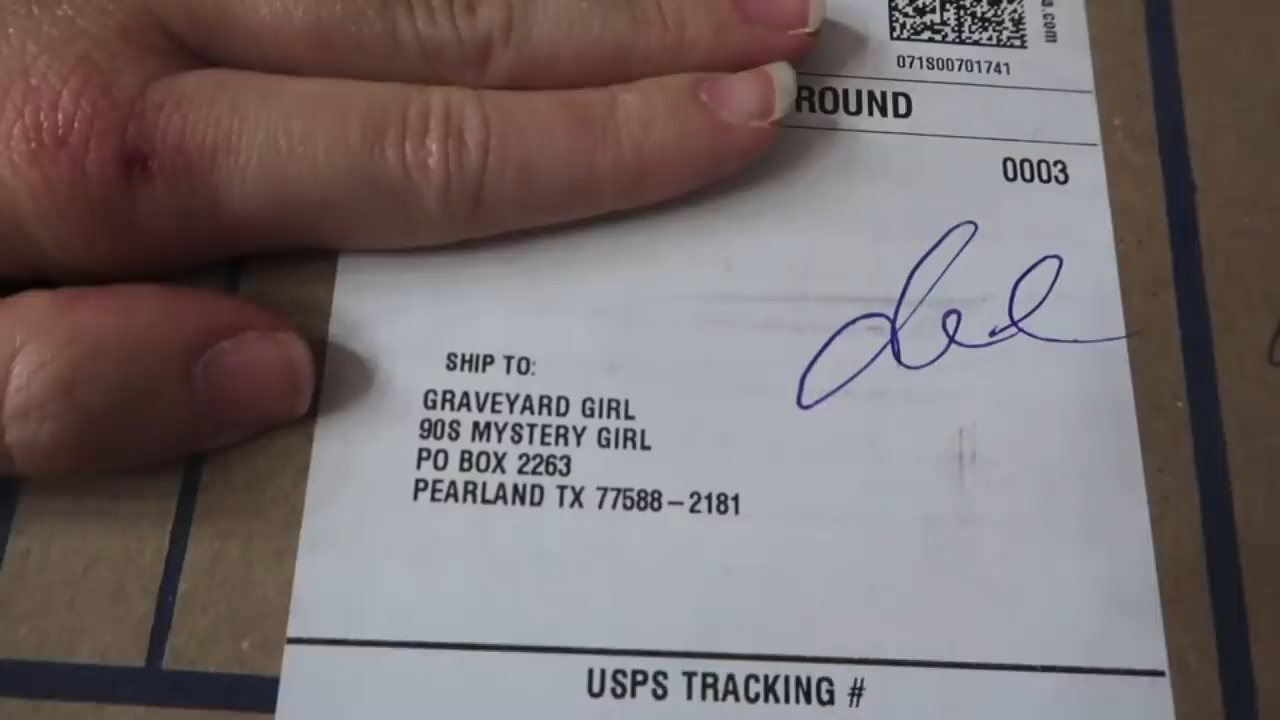 a.com
071S00701741
ROUND
0003
SHIP TO:
GRAVEYARD GIRL
90S MYSTERY GIRL
PO BOX 2263
PEARLAND TX 77588-2181
USPS TRACKING #